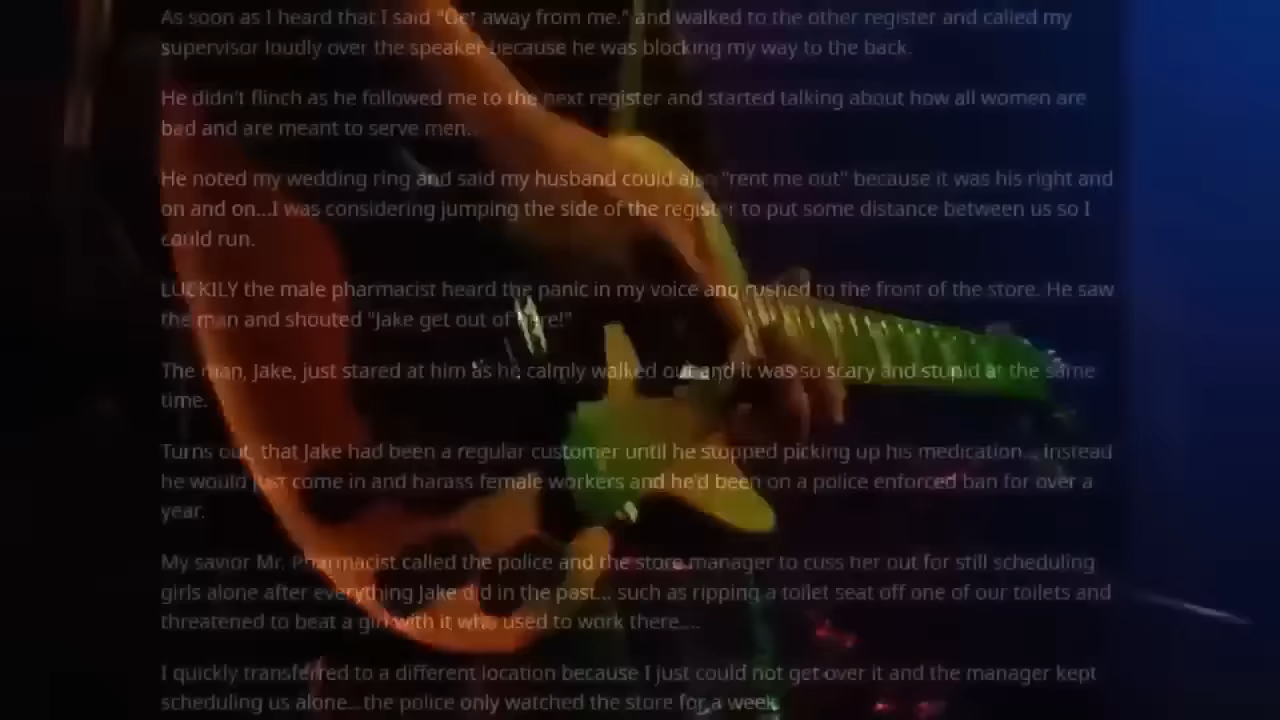 As soon as I heard that I said "Get away from me." and walked to the other register and called my
supervisor loudly over the speaker because he was blocking my way to the back.
He didn't flinch as he followed me to the next register and started talking about how all women are
bad and are meant to serve men..
He noted my wedding ring and said my husband could also "rent me out" because it was his right and
on and on...I was considering jumping the side of the register to put some distance between us so I
could run.
LUCKILY the male pharmacist heard the panic in my voice and rushed to the front of the store. He saw
the man and shouted "Jake get out of here!"
The man, Jake, just stared at him as he calmly walked out and it was so scary and stupid at the same
time.
Turns out, that Jake had been a regular customer until he stopped picking up his medication... instead
he would just come in and harass female workers and he'd been on a police enforced ban for over a
year.
My savior Mr. Pharmacist called the police and the store manager to cuss her out for still scheduling
girls alone after everything Jake did in the past... such as ripping a toilet seat off one of our toilets and
threatened to beat a girl with it who used to work there....
I quickly transferred to a different location because I just could not get over it and the manager kept
scheduling us alone...the police only watched the store for a week.